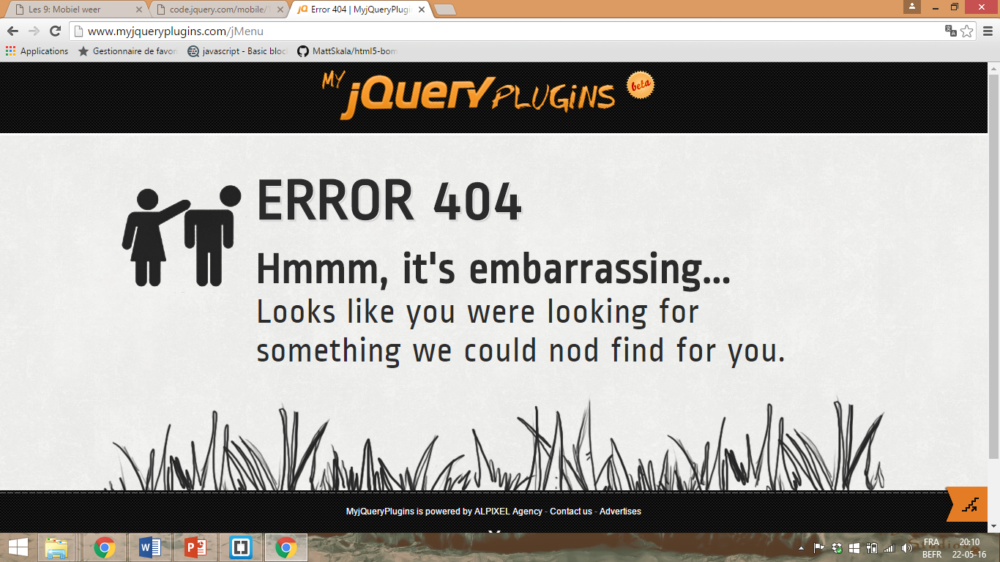 Les 9: Mobiel weer
code.jquery.com/mobile/
Error 404 | MyjQueryPlugi
www.myjqueryplugins.com/jMenu
Applications
Gestionnaire de favori
javascript - Basic bloc
MattSkala/html5-bom
MY jQuery PLUGiNS beta
ERROR 404
Hmmm, it's embarrassing...
Looks like you were looking for
something we could nod find for you.
MyjQueryPlugins is powered by ALPIXEL Agency - Contact us - Advertises
FRA 20:10
BEFR 22-05-16